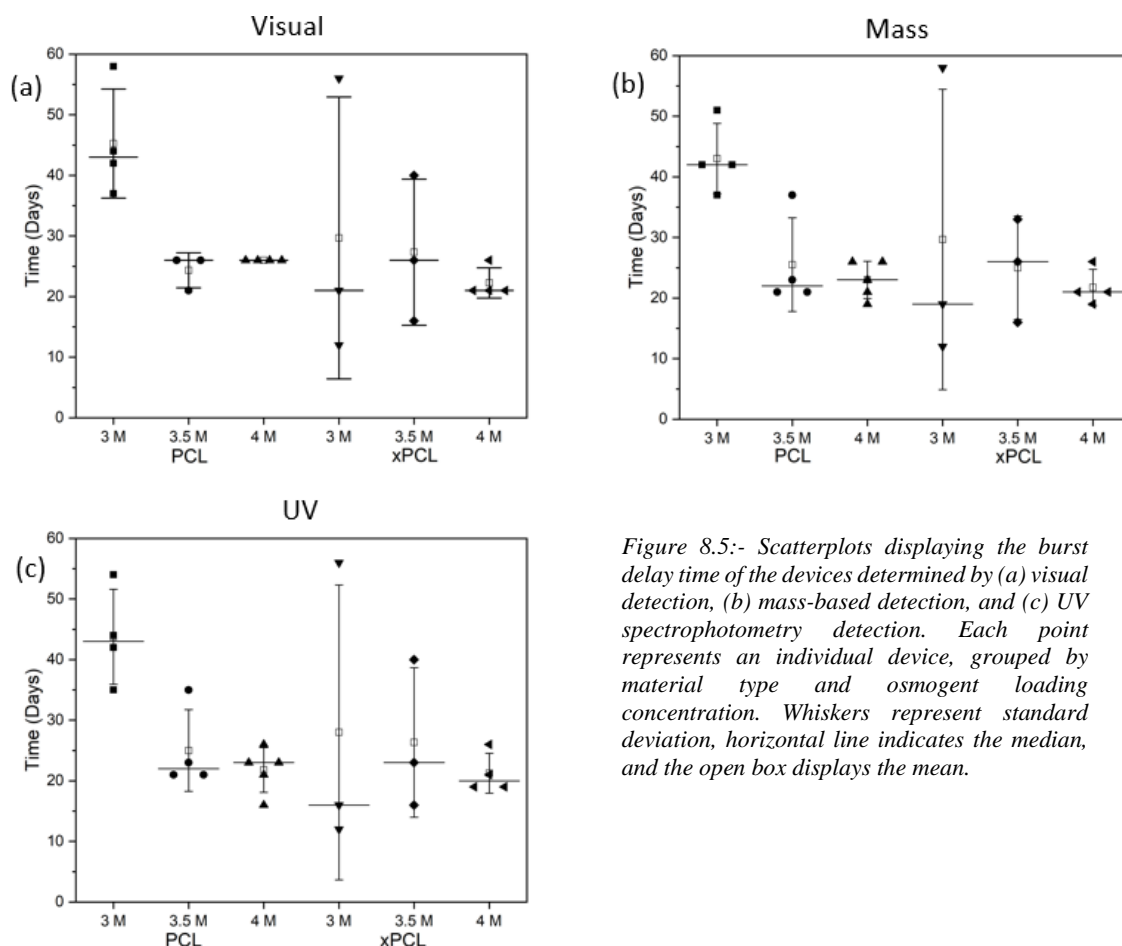 Visual
(a)
Time (Days)
60
50
40
30
20
10
0
3 M 3.5 M 4 M 3 M 3.5 M 4 M
PCL xPCL
Mass
(b)
Time (Days)
60
50
40
30
20
10
0
3 M 3.5 M 4 M 3 M 3.5 M 4 M
PCL xPCL
UV
(c)
Time (Days)
60
50
40
30
20
10
0
3 M 3.5 M 4 M 3 M 3.5 M 4 M
PCL xPCL
Figure 8.5:- Scatterplots displaying the burst
delay time of the devices determined by (a) visual
detection, (b) mass-based detection, and (c) UV
spectrophotometry detection. Each point
represents an individual device, grouped by
material type and osmogent loading
concentration. Whiskers represent standard
deviation, horizontal line indicates the median,
and the open box displays the mean.